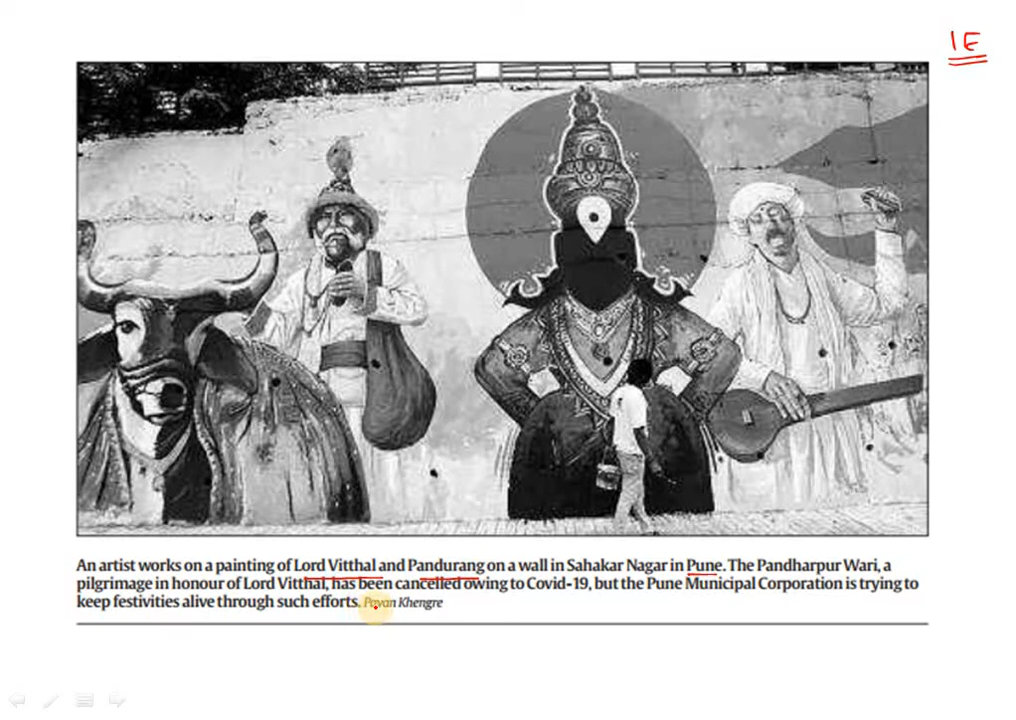 IE
An artist works on a painting of Lord Vitthal and Pandurang on a wall in Sahakar Nagar in Pune. The Pandharpur Wari, a
pilgrimage in honour of Lord Vitthal, has been cancelled owing to Covid-19, but the Pune Municipal Corporation is trying to
keep festivities alive through such efforts. Pavan Khengre